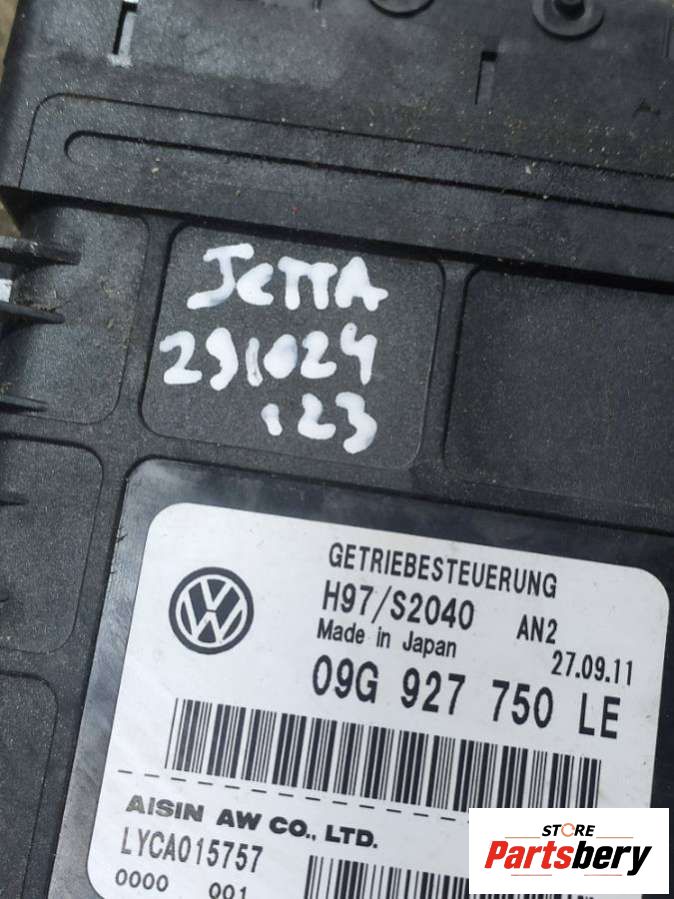 JETTA
291024
123
GETRIEBESTEUERUNG
H97/S2040 AN2
Made in Japan 27.09.11
09G 927 750 LE
AISIN AW CO., LTD.
LYCA015757
0000 001
STORE
Partsbery